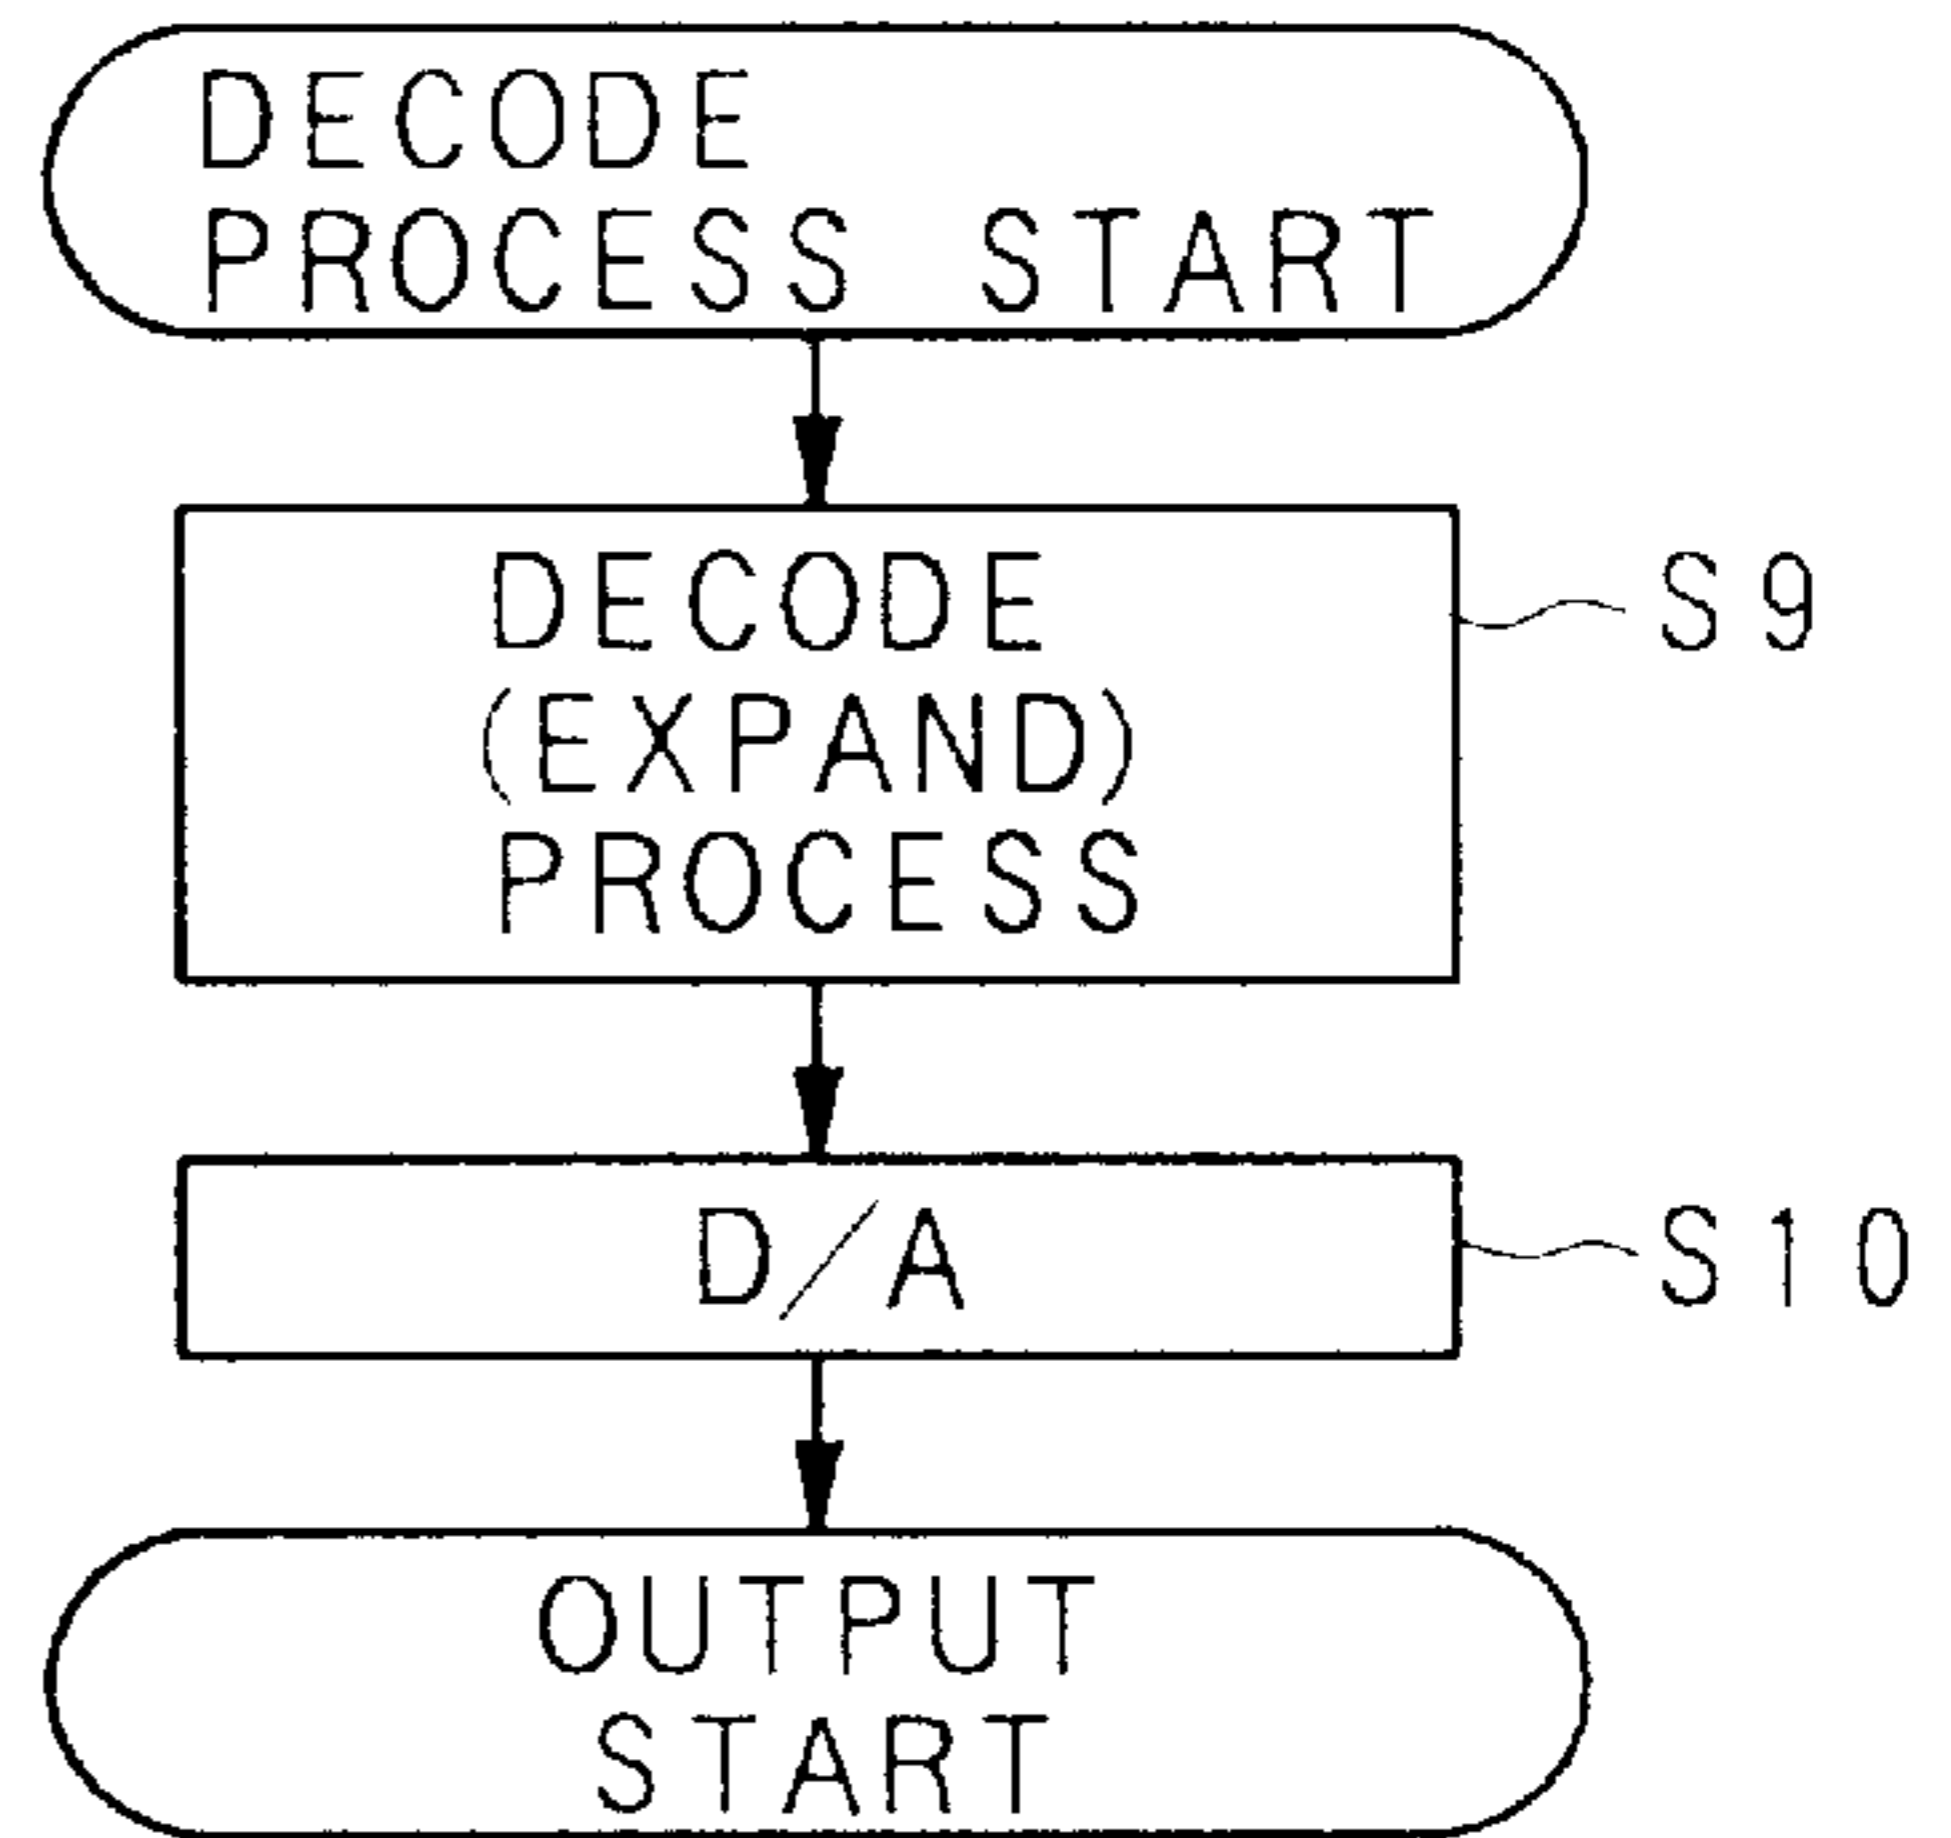 DECODE
PROCESS START
DECODE
(EXPAND)
PROCESS
S9
D/A
S10
OUTPUT
START